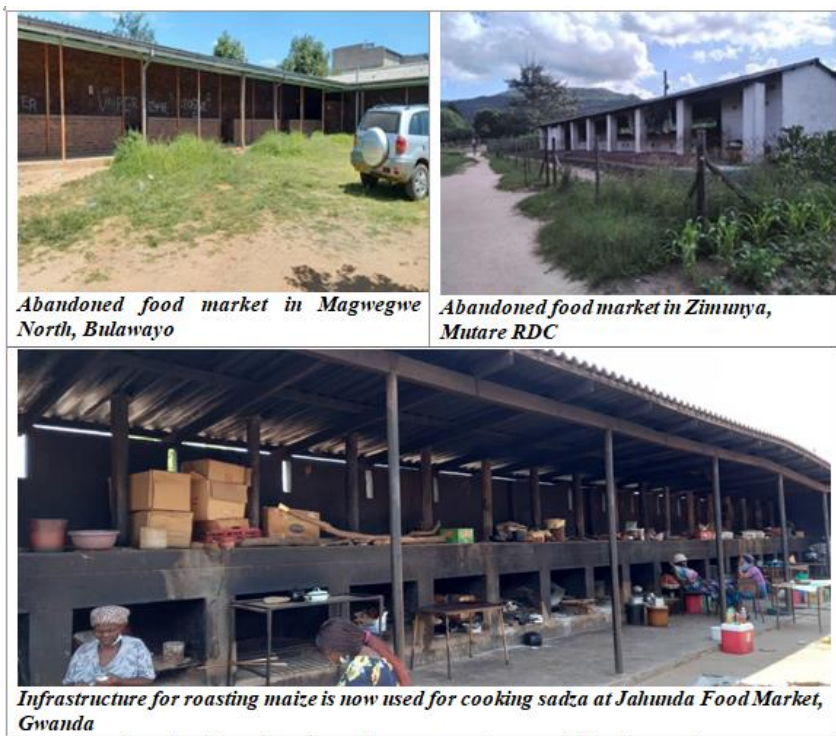 Abandoned food market in Magwegwe
North, Bulawayo
Abandoned food market in Zimunya,
Mutare RDC
Infrastructure for roasting maize is now used for cooking sadza at Jahunda Food Market,
Gwanda